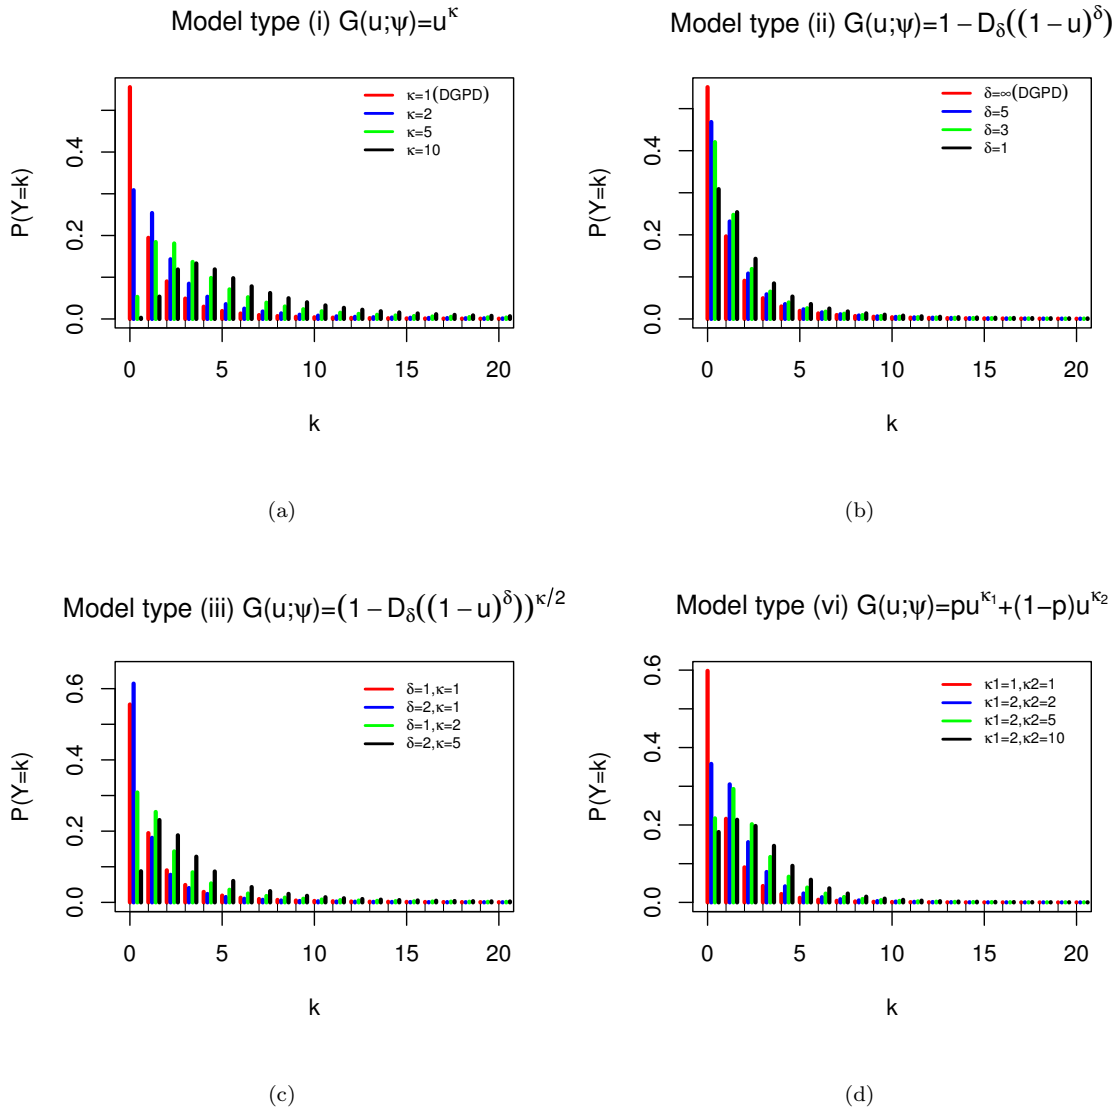 Model type (i) G(u;ψ)=u^κ
P(Y=k)
0.0 0.2 0.4
κ=1(DGPD)
κ=2
κ=5
κ=10
0 5 10 15 20
k
(a)
Model type (ii) G(u;ψ)=1−D_δ((1−u)^δ)
P(Y=k)
0.0 0.2 0.4
δ=∞(DGPD)
δ=5
δ=3
δ=1
0 5 10 15 20
k
(b)
Model type (iii) G(u;ψ)=(1−D_δ((1−u)^δ))^κ/2
P(Y=k)
0.0 0.2 0.4 0.6
δ=1,κ=1
δ=2,κ=1
δ=1,κ=2
δ=2,κ=5
0 5 10 15 20
k
(c)
Model type (vi) G(u;ψ)=pu^κ₁+(1−p)u^κ₂
P(Y=k)
0.0 0.2 0.4 0.6
κ1=1,κ2=1
κ1=2,κ2=2
κ1=2,κ2=5
κ1=2,κ2=10
0 5 10 15 20
k
(d)